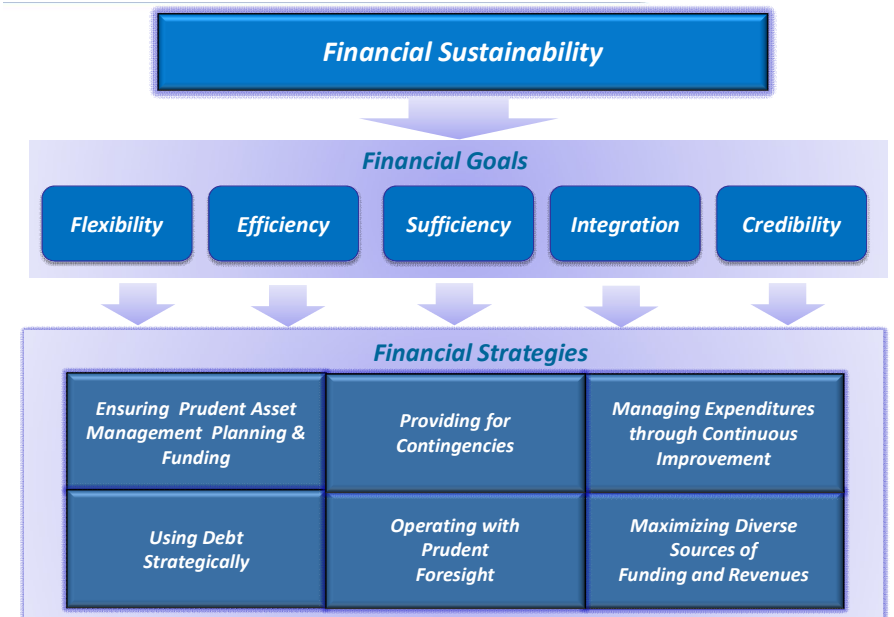 Financial Sustainability
Financial Goals
Flexibility
Efficiency
Sufficiency
Integration
Credibility
Financial Strategies
Ensuring Prudent Asset
Management Planning &
Funding
Providing for
Contingencies
Managing Expenditures
through Continuous
Improvement
Using Debt
Strategically
Operating with
Prudent
Foresight
Maximizing Diverse
Sources of
Funding and Revenues